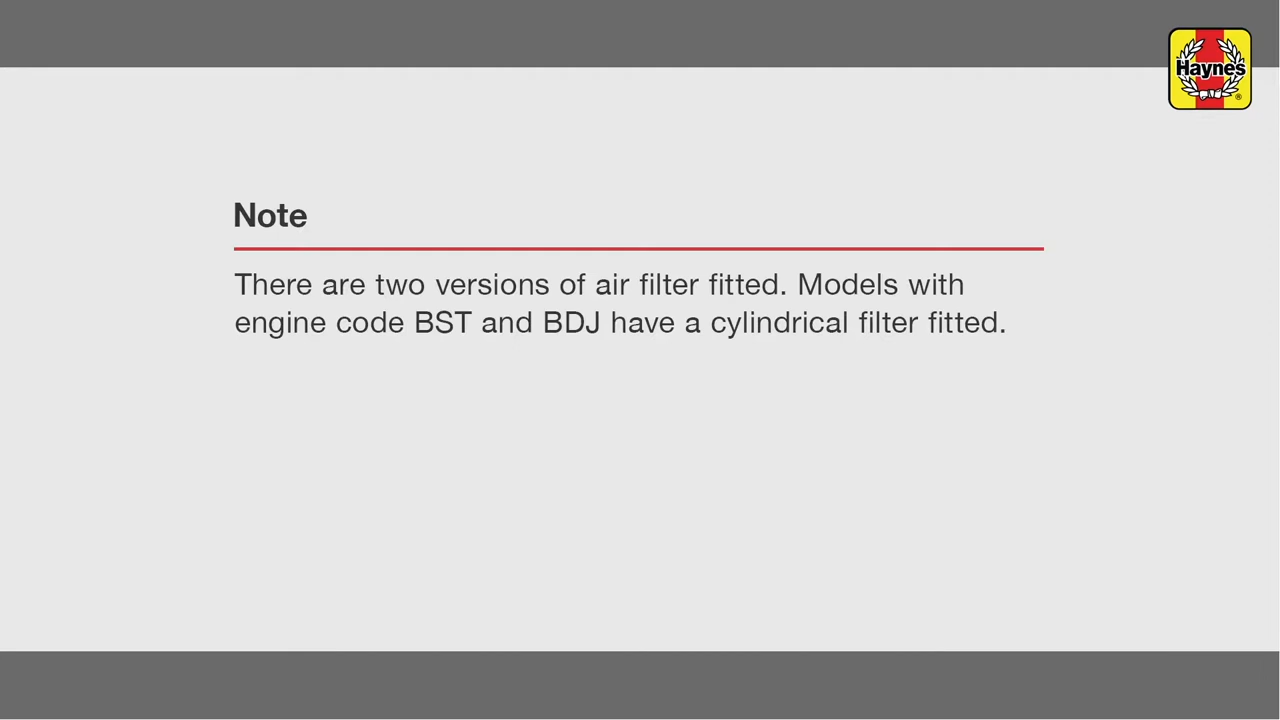 Haynes
®
Note
There are two versions of air filter fitted. Models with
engine code BST and BDJ have a cylindrical filter fitted.